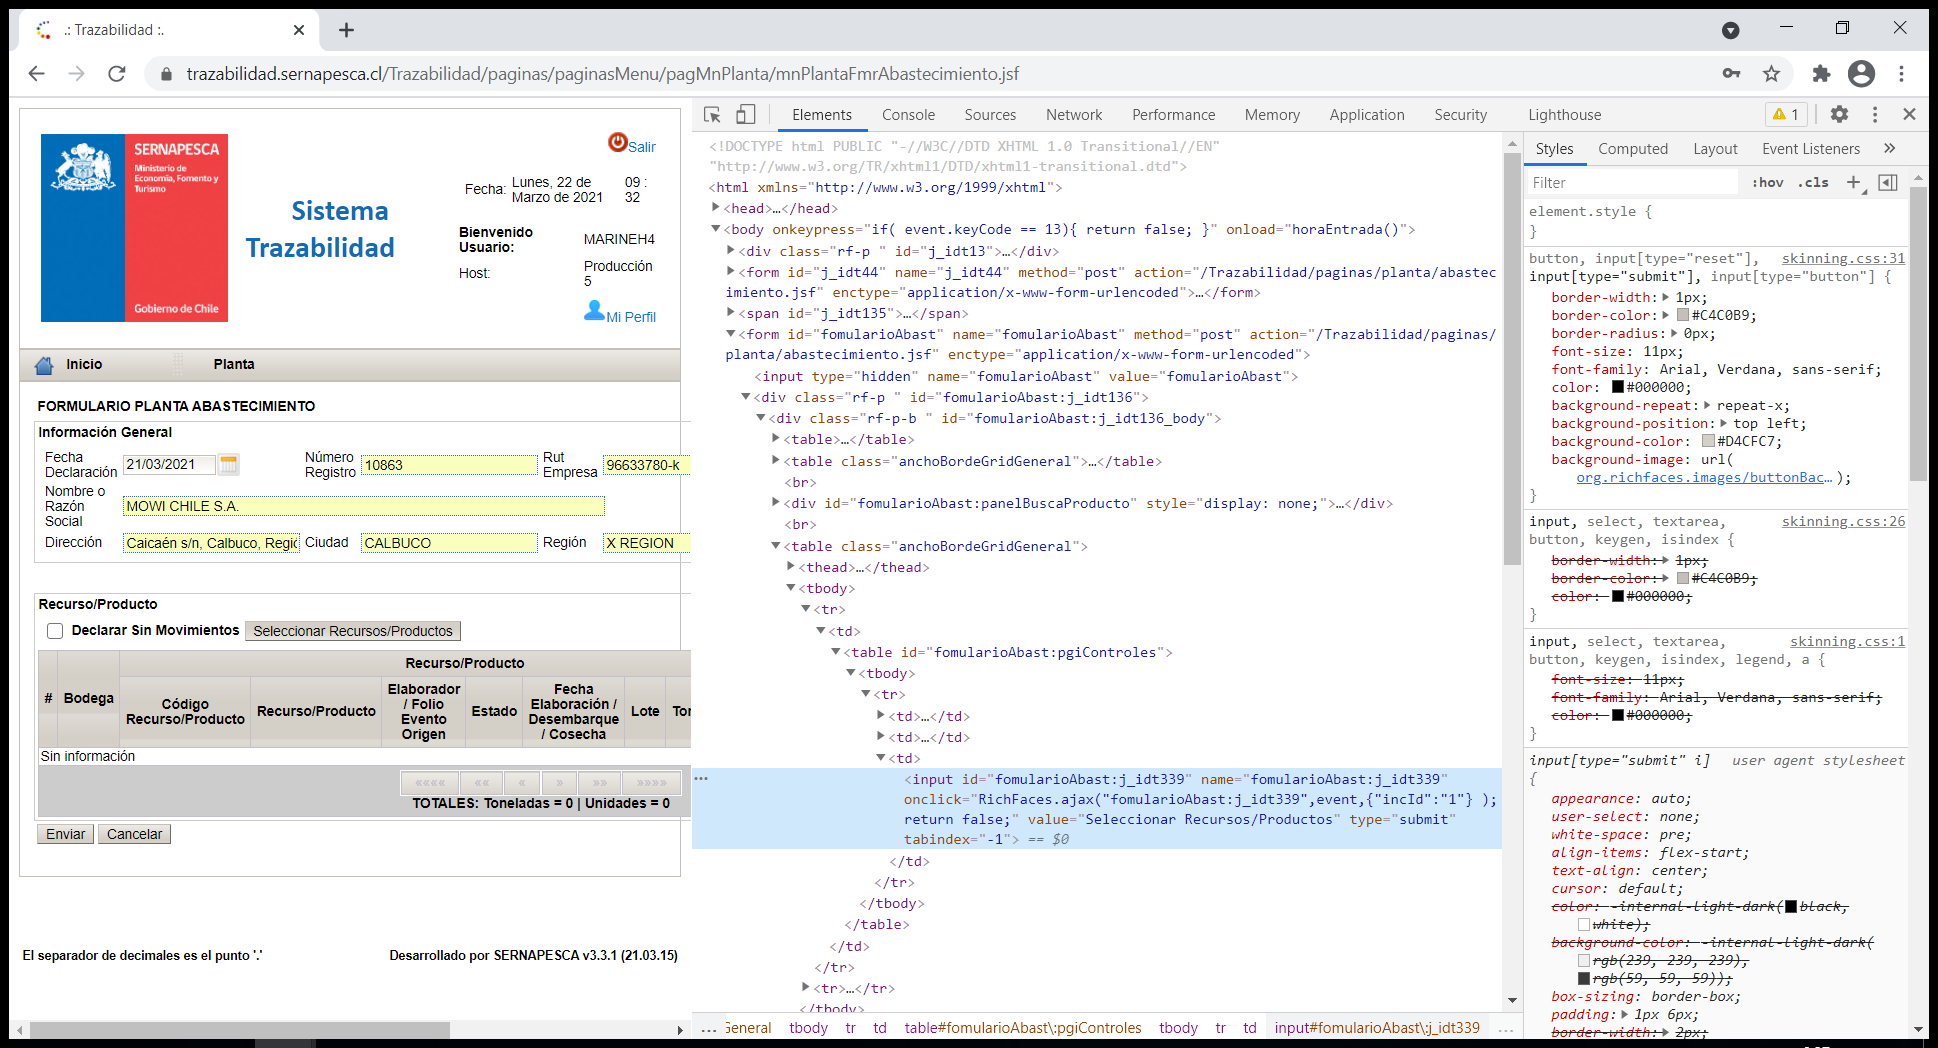 .: Trazabilidad :.
trazabilidad.sernapesca.cl/Trazabilidad/paginas/paginasMenu/pagMnPlanta/mnPlantaFmrAbastecimiento.jsf
SERNAPESCA
Ministerio de
Economía, Fomento y
Turismo
Gobierno de Chile
Sistema
Trazabilidad
Salir
Fecha: Lunes, 22 de
Marzo de 2021
09 :
32
Bienvenido
Usuario:
MARINEH4
Host:
Producción
5
Mi Perfil
Inicio
Planta
FORMULARIO PLANTA ABASTECIMIENTO
Información General
Fecha
Declaración
21/03/2021
Número
Registro
10863
Rut
Empresa
96633780-k
Nombre o
Razón
Social
MOWI CHILE S.A.
Dirección
Caicaén s/n, Calbuco, Regió
Ciudad
CALBUCO
Región
X REGION
Recurso/Producto
Declarar Sin Movimientos
Seleccionar Recursos/Productos
Recurso/Producto
#
Bodega
Código
Recurso/Producto
Recurso/Producto
Elaborador
/ Folio
Evento
Origen
Estado
Fecha
Elaboración /
Desembarque
/ Cosecha
Lote
Tor
Sin información
«««« «« « » »» »»»»
TOTALES: Toneladas = 0 | Unidades = 0
Enviar
Cancelar
El separador de decimales es el punto '.'
Desarrollado por SERNAPESCA v3.3.1 (21.03.15)
Elements Console Sources Network Performance Memory Application Security Lighthouse
1
<!DOCTYPE html PUBLIC "-//W3C//DTD XHTML 1.0 Transitional//EN"
"http://www.w3.org/TR/xhtml1/DTD/xhtml1-transitional.dtd">
<html xmlns="http://www.w3.org/1999/xhtml">
<head>…</head>
<body onkeypress="if( event.keyCode == 13){ return false; }" onload="horaEntrada()">
<div class="rf-p " id="j_idt13">…</div>
<form id="j_idt44" name="j_idt44" method="post" action="/Trazabilidad/paginas/planta/abastec
imiento.jsf" enctype="application/x-www-form-urlencoded">…</form>
<span id="j_idt135">…</span>
<form id="fomularioAbast" name="fomularioAbast" method="post" action="/Trazabilidad/paginas/
planta/abastecimiento.jsf" enctype="application/x-www-form-urlencoded">
<input type="hidden" name="fomularioAbast" value="fomularioAbast">
<div class="rf-p " id="fomularioAbast:j_idt136">
<div class="rf-p-b " id="fomularioAbast:j_idt136_body">
<table>…</table>
<table class="anchoBordeGridGeneral">…</table>
<br>
<div id="fomularioAbast:panelBuscaProducto" style="display: none;">…</div>
<br>
<table class="anchoBordeGridGeneral">
<thead>…</thead>
<tbody>
<tr>
<td>
<table id="fomularioAbast:pgiControles">
<tbody>
<tr>
<td>…</td>
<td>…</td>
<td>
<input id="fomularioAbast:j_idt339" name="fomularioAbast:j_idt339"
onclick="RichFaces.ajax("fomularioAbast:j_idt339",event,{"incId":"1"} );
return false;" value="Seleccionar Recursos/Productos" type="submit"
tabindex="-1"> == $0
</td>
</tr>
</tbody>
</table>
</td>
</tr>
<tr>…</tr>
</tbody>
… General tbody tr td table#fomularioAbast\:pgiControles tbody tr td input#fomularioAbast\:j_idt339 …
Styles Computed Layout Event Listeners »
Filter
:hov .cls +
element.style {
}
button, input[type="reset"], skinning.css:31
input[type="submit"], input[type="button"] {
border-width: 1px;
border-color: #C4C0B9;
border-radius: 0px;
font-size: 11px;
font-family: Arial, Verdana, sans-serif;
color: #000000;
background-repeat: repeat-x;
background-position: top left;
background-color: #D4CFC7;
background-image: url(
org.richfaces.images/buttonBac… );
}
input, select, textarea, skinning.css:26
button, keygen, isindex {
border-width: 1px;
border-color: #C4C0B9;
color: #000000;
}
input, select, textarea, skinning.css:1
button, keygen, isindex, legend, a {
font-size: 11px;
font-family: Arial, Verdana, sans-serif;
color: #000000;
}
input[type="submit" i] user agent stylesheet
{
appearance: auto;
user-select: none;
white-space: pre;
align-items: flex-start;
text-align: center;
cursor: default;
color: -internal-light-dark( black,
white);
background-color: -internal-light-dark(
rgb(239, 239, 239),
rgb(59, 59, 59));
box-sizing: border-box;
padding: 1px 6px;
border-width: 2px;